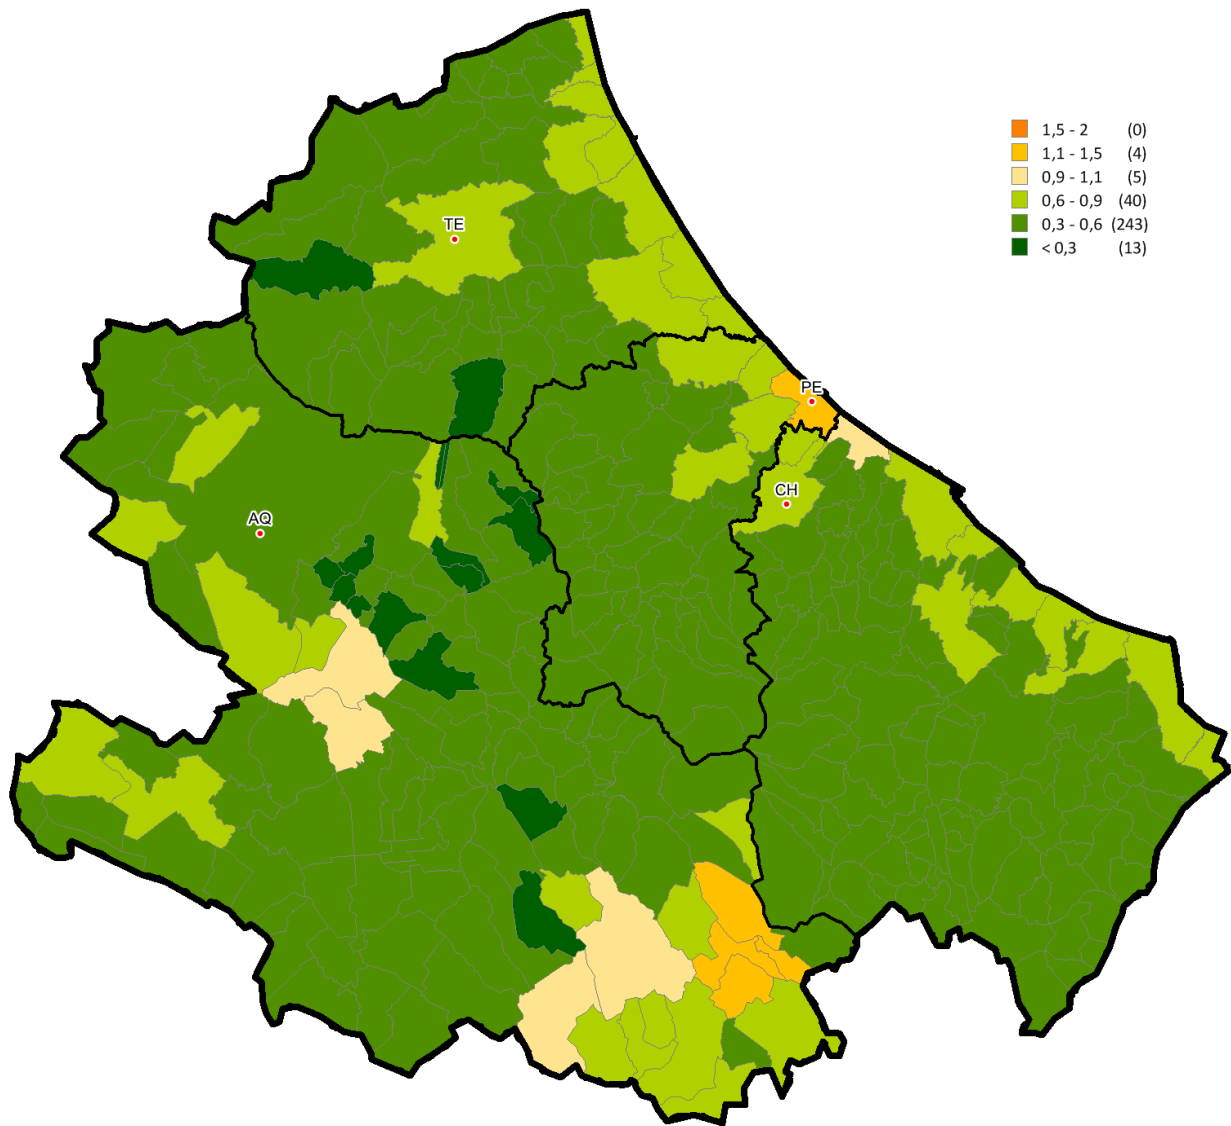 1,5 - 2 (0)
1,1 - 1,5 (4)
0,9 - 1,1 (5)
0,6 - 0,9 (40)
0,3 - 0,6 (243)
< 0,3 (13)
TE
PE
CH
AQ